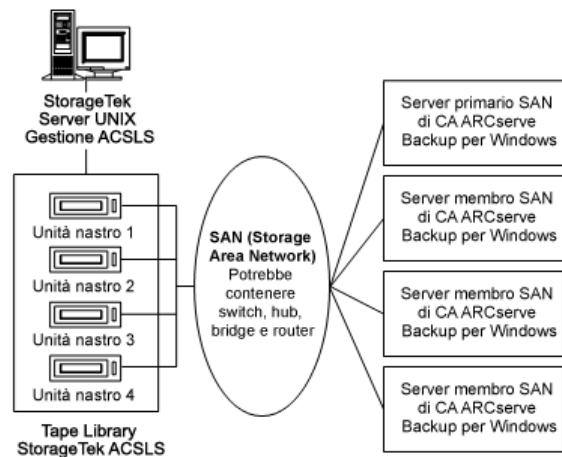 StorageTek
Server UNIX
Gestione ACSLS
Unità nastro 1
Unità nastro 2
Unità nastro 3
Unità nastro 4
Tape Library
StorageTek ACSLS
SAN (Storage
Area Network)
Potrebbe
contenere
switch, hub,
bridge e router
Server primario SAN
di CA ARCserve
Backup per Windows
Server membro SAN
di CA ARCserve
Backup per Windows
Server membro SAN
di CA ARCserve
Backup per Windows
Server membro SAN
di CA ARCserve
Backup per Windows